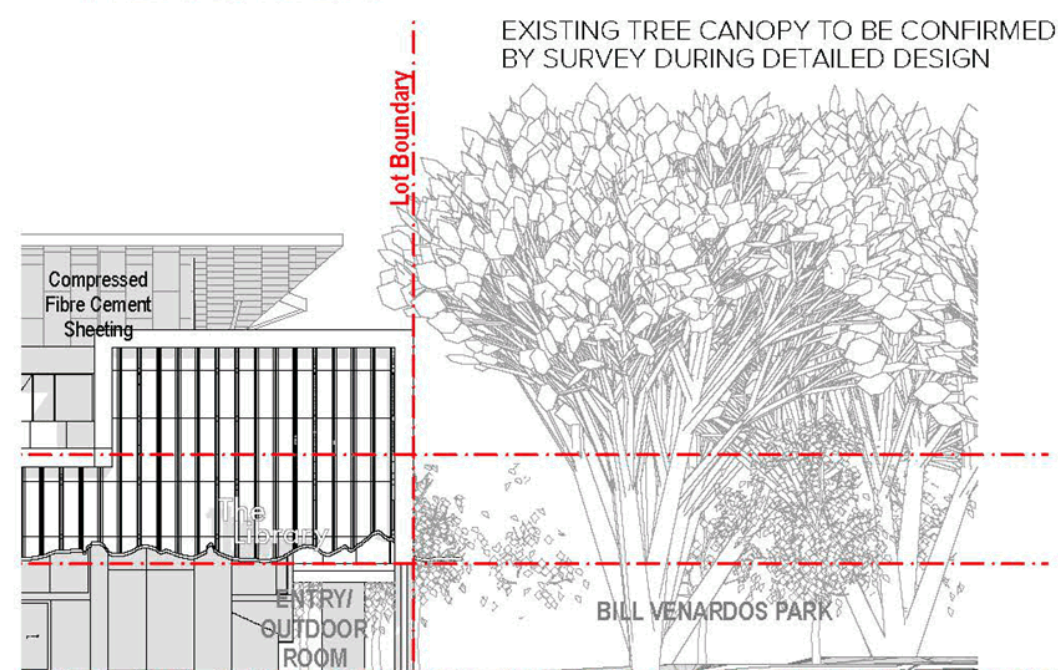 EXISTING TREE CANOPY TO BE CONFIRMED
BY SURVEY DURING DETAILED DESIGN
Lot Boundary
Compressed
Fibre Cement
Sheeting
The
Library
ENTRY/
OUTDOOR
ROOM
BILL VENARDOS PARK